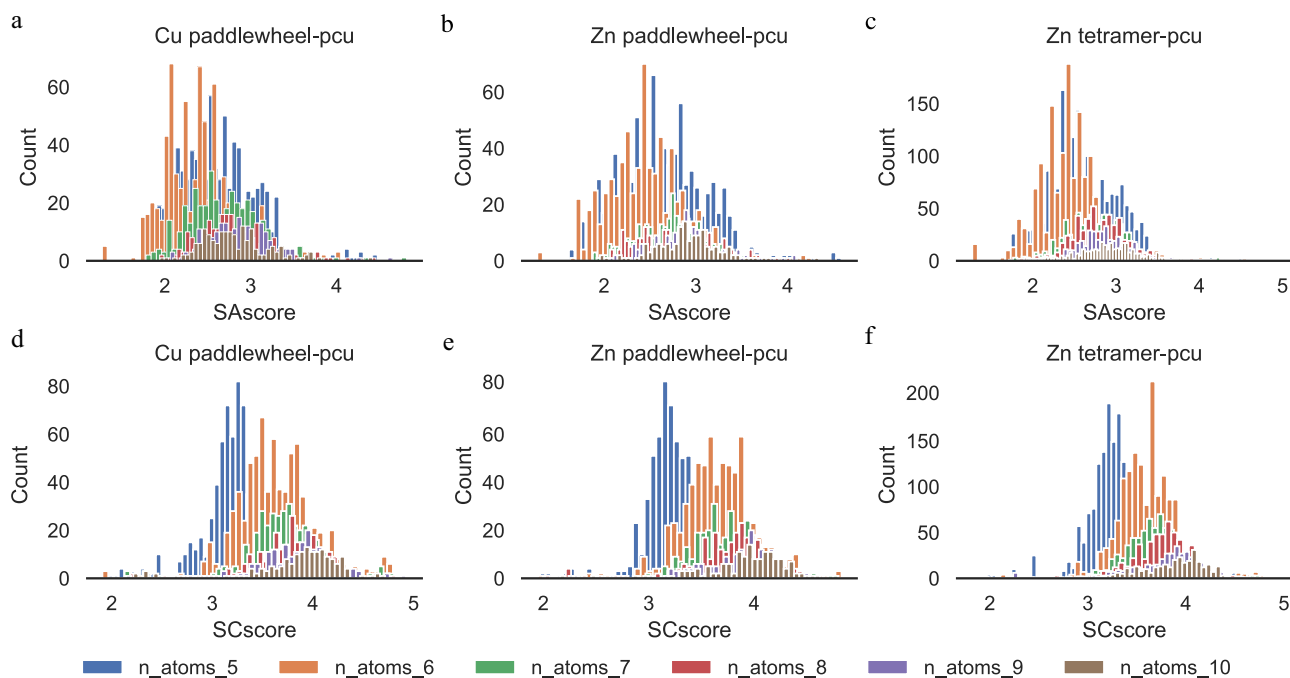 a
Cu paddlewheel-pcu
60
40
20
0
Count
2 3 4
SAscore
b
Zn paddlewheel-pcu
60
40
20
0
Count
2 3 4
SAscore
c
Zn tetramer-pcu
150
100
50
0
Count
2 3 4 5
SAscore
d
Cu paddlewheel-pcu
80
60
40
20
0
Count
2 3 4 5
SCscore
e
Zn paddlewheel-pcu
80
60
40
20
0
Count
2 3 4
SCscore
f
Zn tetramer-pcu
200
150
100
50
0
Count
2 3 4 5
SCscore
n_atoms_5 n_atoms_6 n_atoms_7 n_atoms_8 n_atoms_9 n_atoms_10